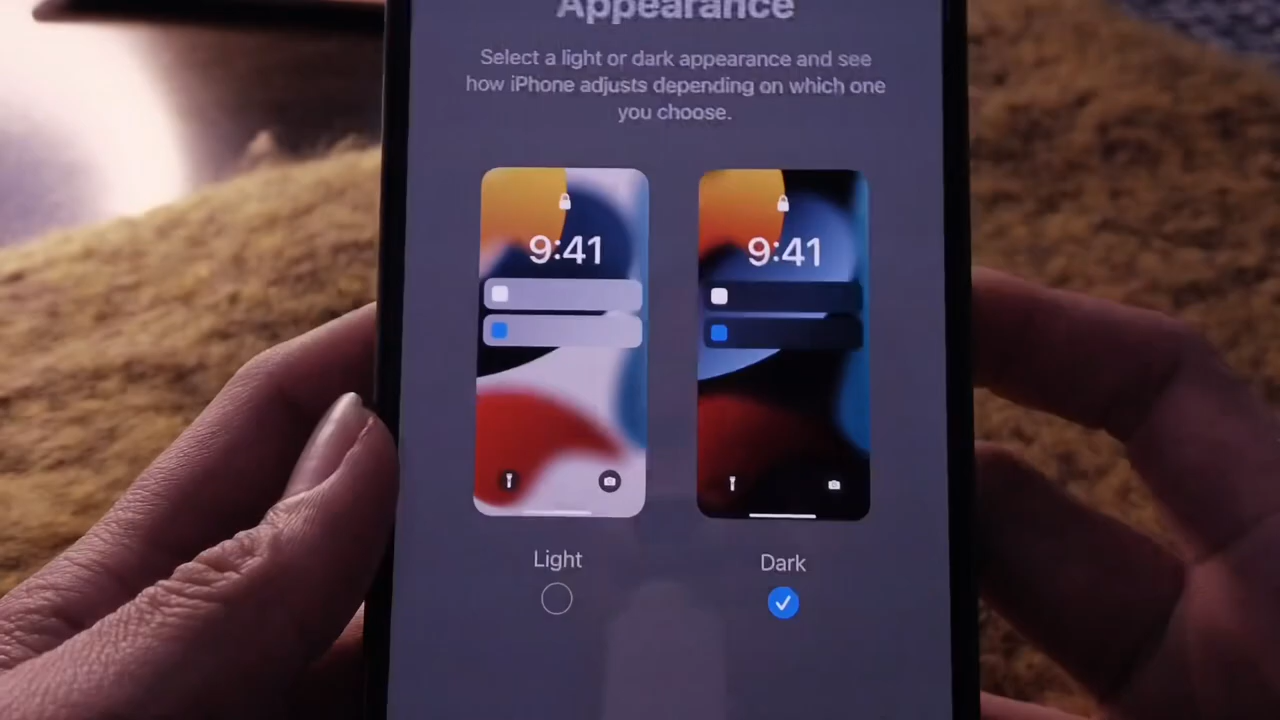 Appearance
Select a light or dark appearance and see
how iPhone adjusts depending on which one
you choose.
9:41
9:41
Light
Dark